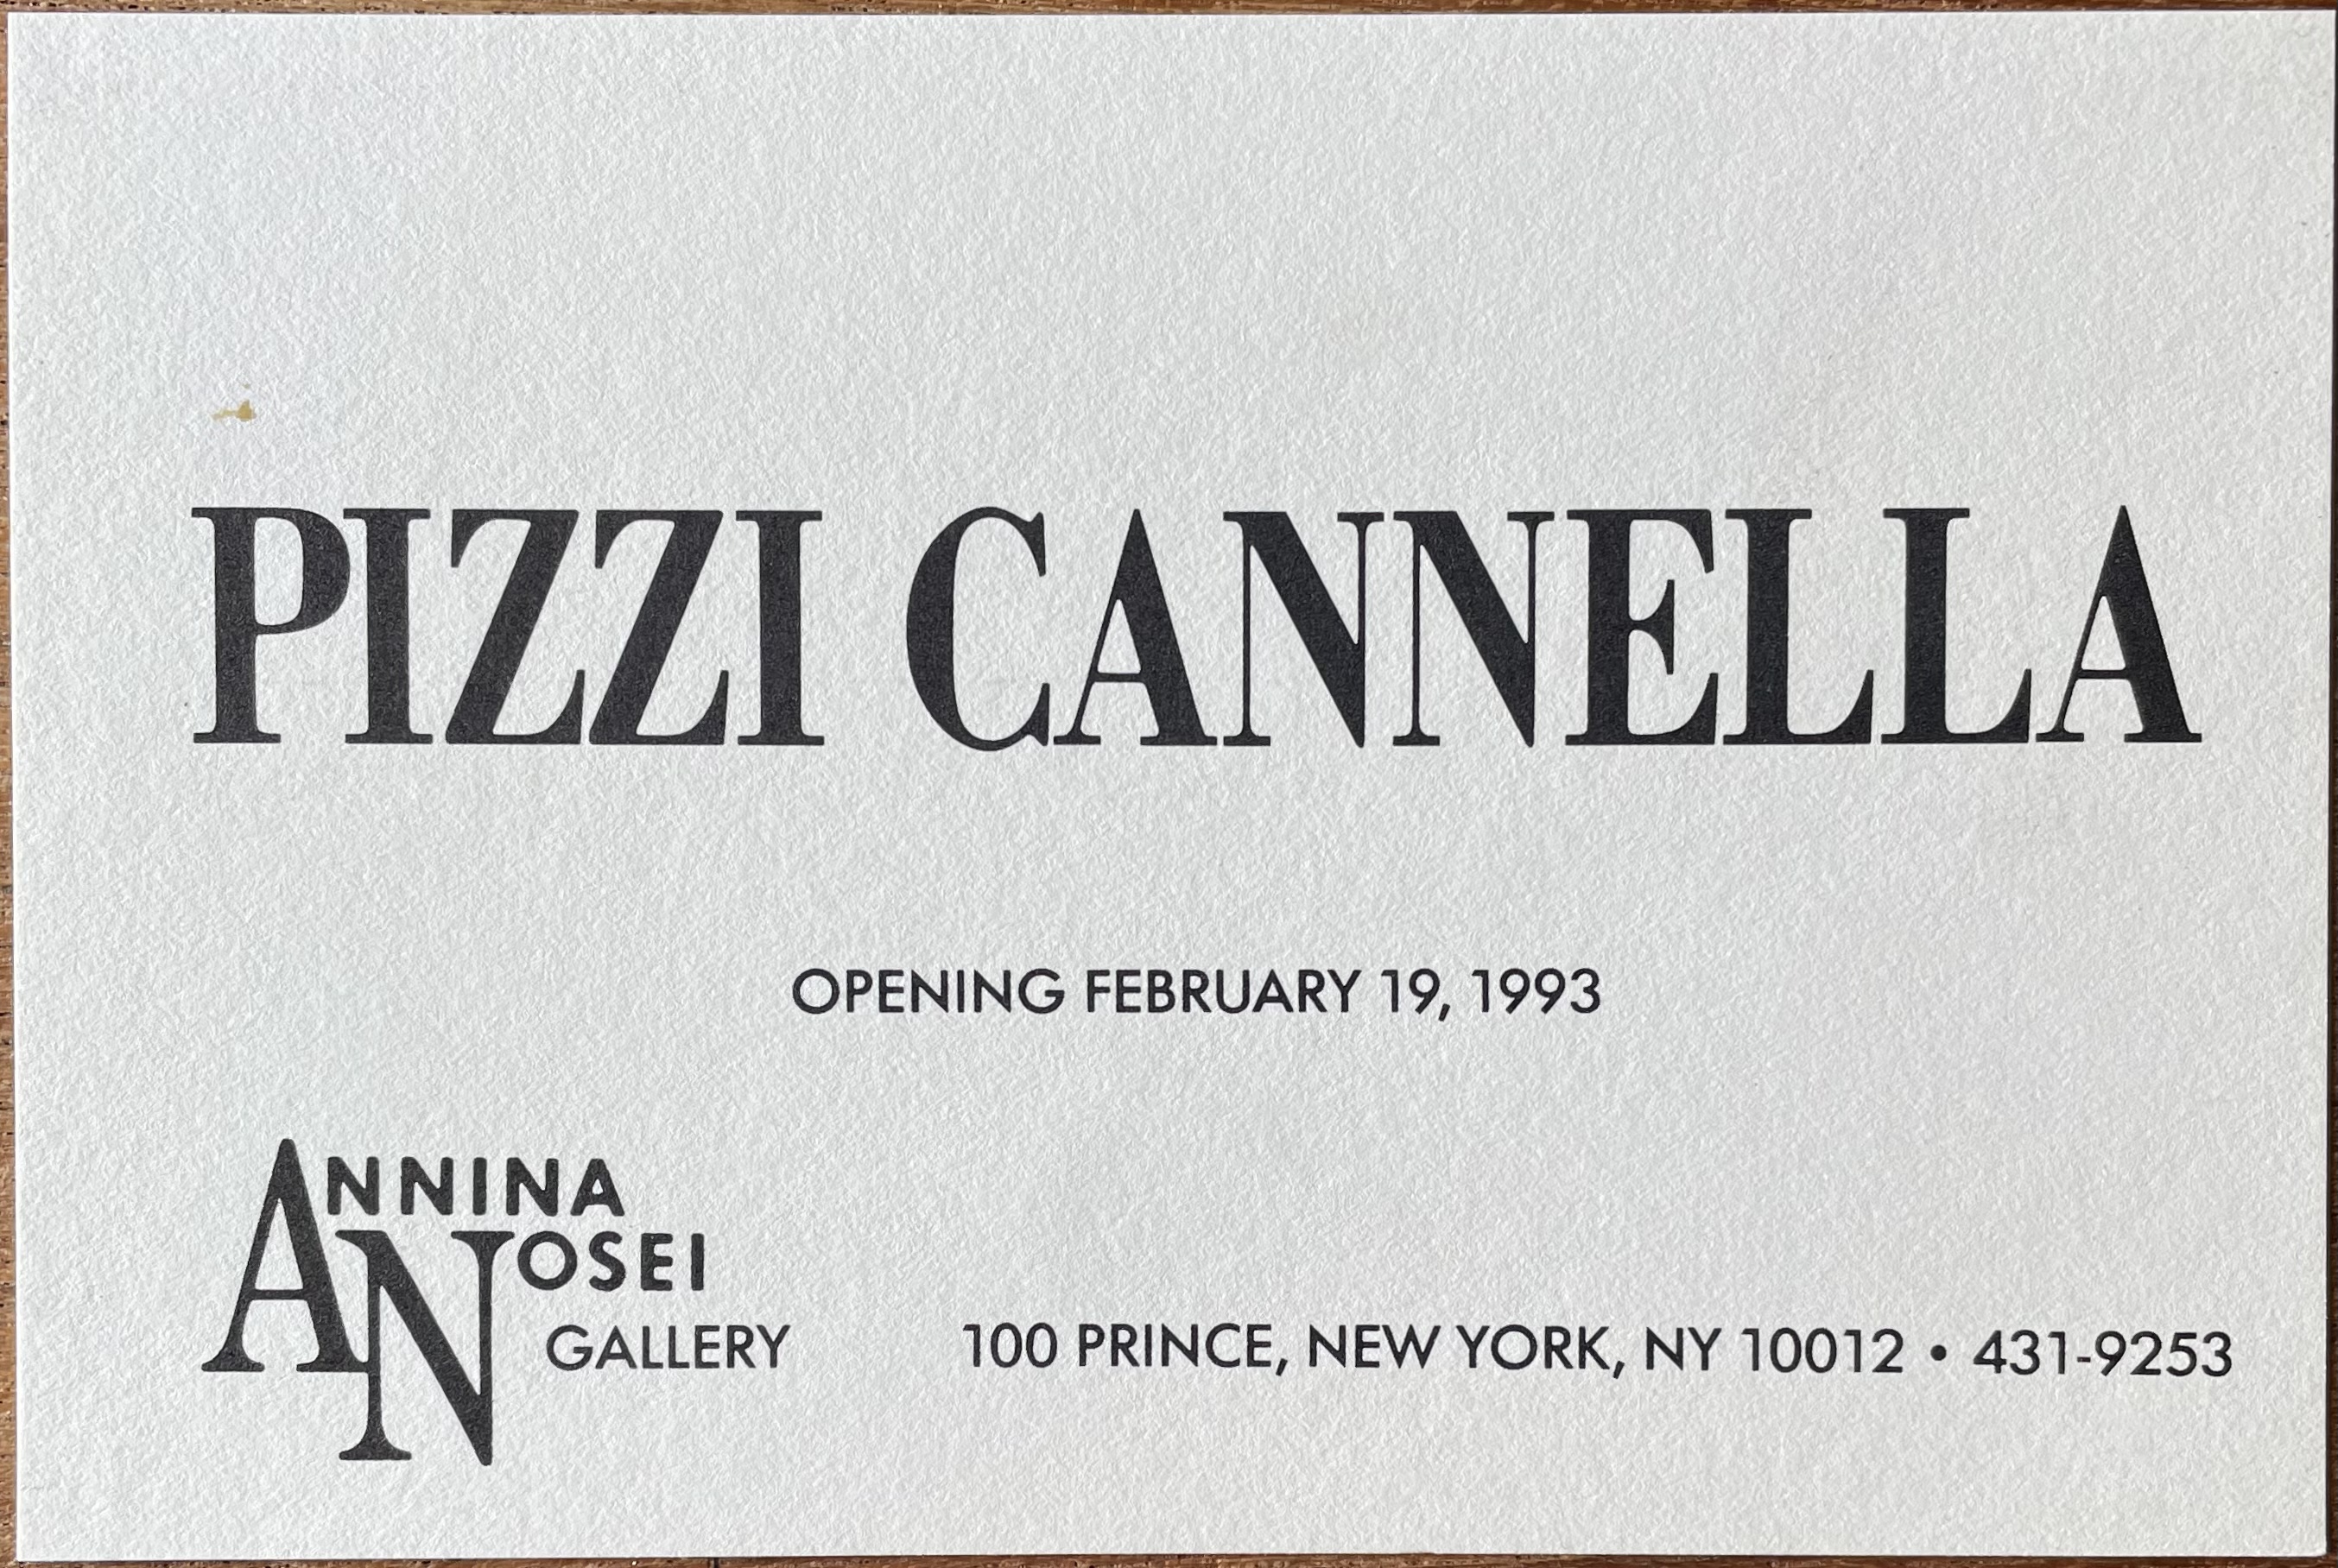 PIZZI CANNELLA
OPENING FEBRUARY 19, 1993
ANNINA
NOSEI
GALLERY
100 PRINCE, NEW YORK, NY 10012 • 431-9253